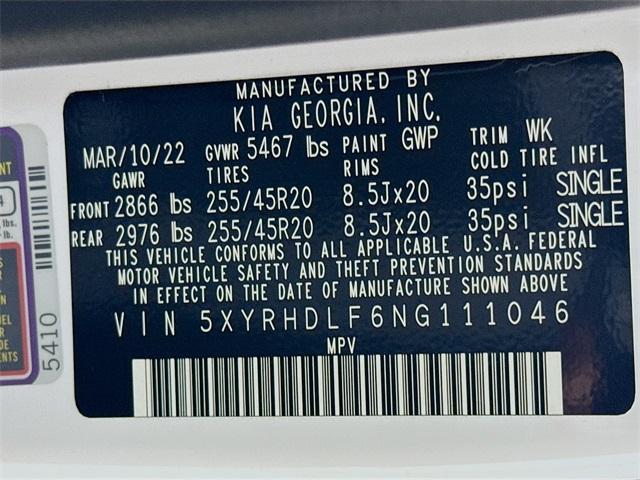 MANUFACTURED BY
KIA GEORGIA, INC.
MAR/10/22 GVWR 5467 lbs PAINT GWP TRIM WK
GAWR TIRES RIMS COLD TIRE INFL
FRONT 2866 lbs 255/45R20 8.5Jx20 35psi SINGLE
REAR 2976 lbs 255/45R20 8.5Jx20 35psi SINGLE
THIS VEHICLE CONFORMS TO ALL APPLICABLE U.S.A. FEDERAL
MOTOR VEHICLE SAFETY AND THEFT PREVENTION STANDARDS
IN EFFECT ON THE DATE OF MANUFACTURE SHOWN ABOVE
VIN 5XYRHDLF6NG111046
MPV
5410